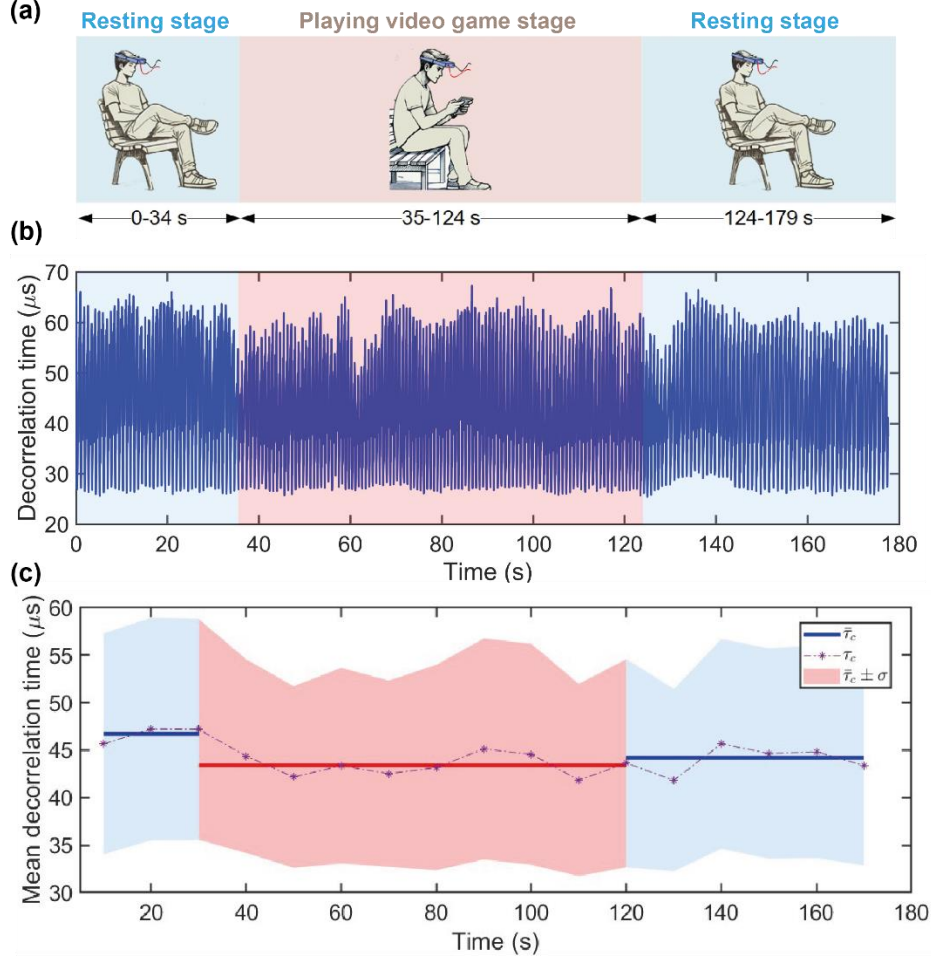 (a)
Resting stage Playing video game stage Resting stage
0-34 s 35-124 s 124-179 s
(b)
70
60
50
40
30
20
Decorrelation time (μs)
0 20 40 60 80 100 120 140 160 180
Time (s)
(c)
60
55
50
45
40
35
30
Mean decorrelation time (μs)
τ̄c
τc
τ̄c ± σ
20 40 60 80 100 120 140 160 180
Time (s)